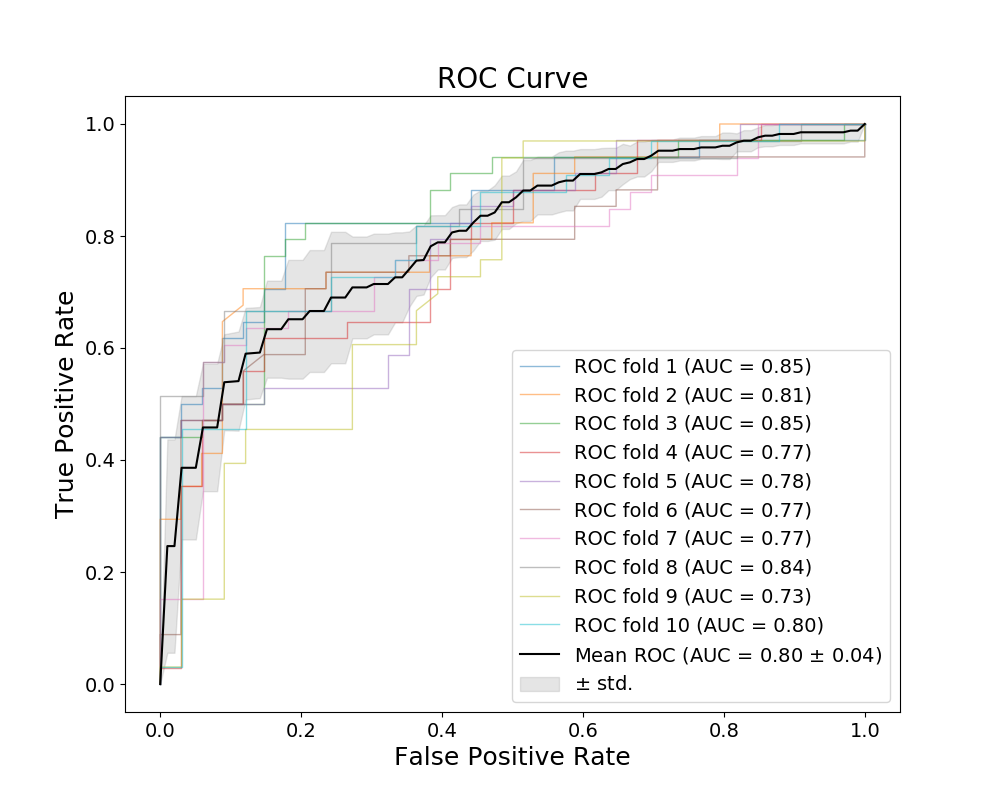 ROC Curve
1.0
0.8
0.6
0.4
0.2
0.0
True Positive Rate
ROC fold 1 (AUC = 0.85)
ROC fold 2 (AUC = 0.81)
ROC fold 3 (AUC = 0.85)
ROC fold 4 (AUC = 0.77)
ROC fold 5 (AUC = 0.78)
ROC fold 6 (AUC = 0.77)
ROC fold 7 (AUC = 0.77)
ROC fold 8 (AUC = 0.84)
ROC fold 9 (AUC = 0.73)
ROC fold 10 (AUC = 0.80)
Mean ROC (AUC = 0.80 ± 0.04)
± std.
0.0 0.2 0.4 0.6 0.8 1.0
False Positive Rate